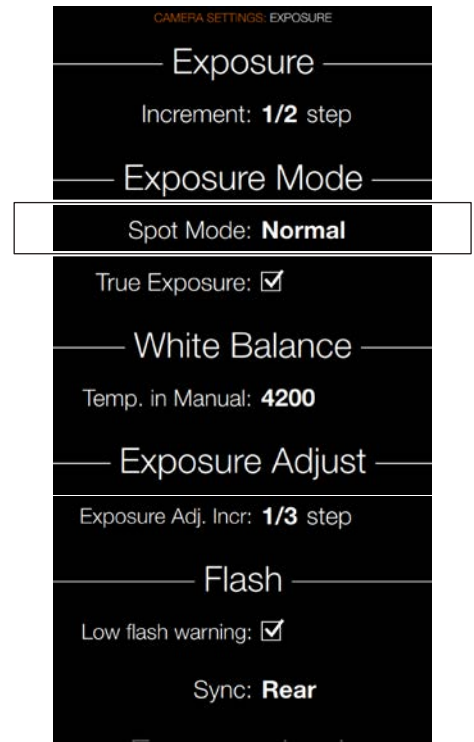 CAMERA SETTINGS: EXPOSURE
Exposure
Increment: 1/2 step
Exposure Mode
Spot Mode: Normal
True Exposure:
White Balance
Temp. in Manual: 4200
Exposure Adjust
Exposure Adj. Incr: 1/3 step
Flash
Low flash warning:
Sync: Rear